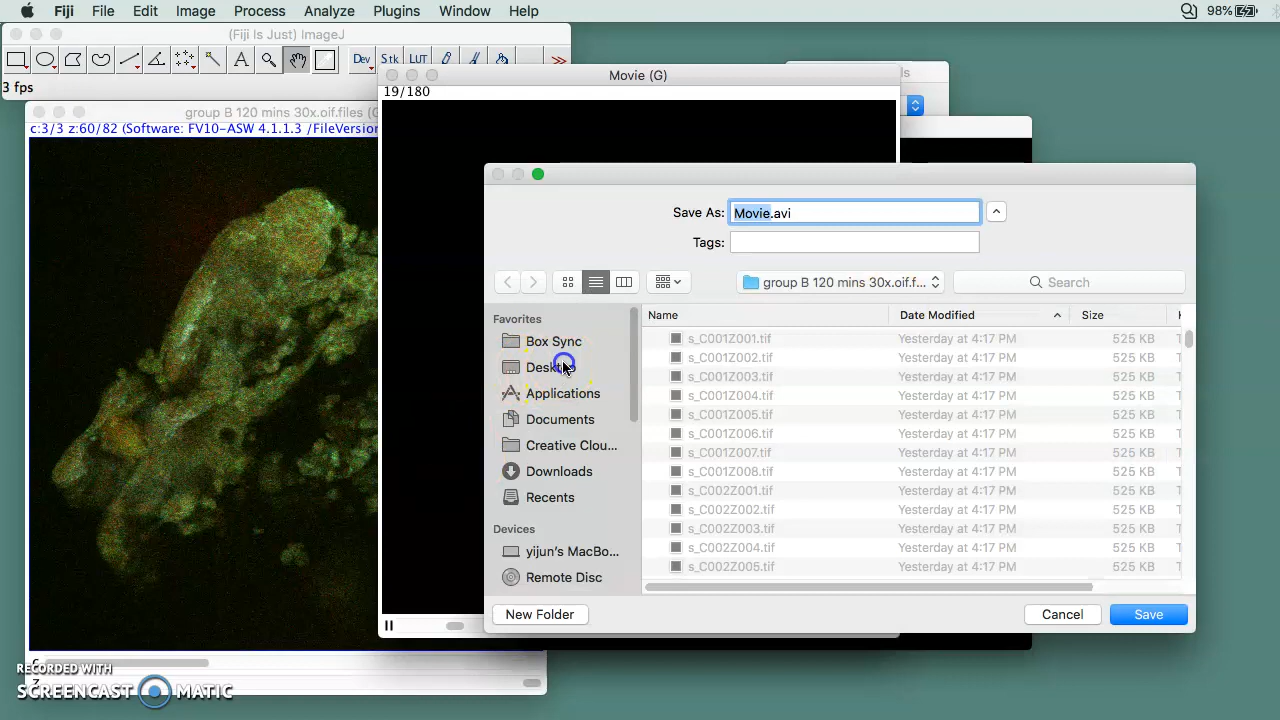 Fiji File Edit Image Process Analyze Plugins Window Help 98%
(Fiji Is Just) ImageJ
Dev Stk LUT
3 fps
Movie (G)
19/180
group B 120 mins 30x.oif.files (G
c:3/3 z:60/82 (Software: FV10-ASW 4.1.1.3 /FileVersion
Save As: Movie.avi
Tags:
group B 120 mins 30x.oif.f... Search
Favorites
Box Sync
Desktop
Applications
Documents
Creative Clou...
Downloads
Recents
Devices
yijun's MacBo...
Remote Disc
Name Date Modified Size
s_C001Z001.tif Yesterday at 4:17 PM 525 KB
s_C001Z002.tif Yesterday at 4:17 PM 525 KB
s_C001Z003.tif Yesterday at 4:17 PM 525 KB
s_C001Z004.tif Yesterday at 4:17 PM 525 KB
s_C001Z005.tif Yesterday at 4:17 PM 525 KB
s_C001Z006.tif Yesterday at 4:17 PM 525 KB
s_C001Z007.tif Yesterday at 4:17 PM 525 KB
s_C001Z008.tif Yesterday at 4:17 PM 525 KB
s_C002Z001.tif Yesterday at 4:17 PM 525 KB
s_C002Z002.tif Yesterday at 4:17 PM 525 KB
s_C002Z003.tif Yesterday at 4:17 PM 525 KB
s_C002Z004.tif Yesterday at 4:17 PM 525 KB
s_C002Z005.tif Yesterday at 4:17 PM 525 KB
New Folder Cancel Save
z
RECORDED WITH
SCREENCAST MATIC